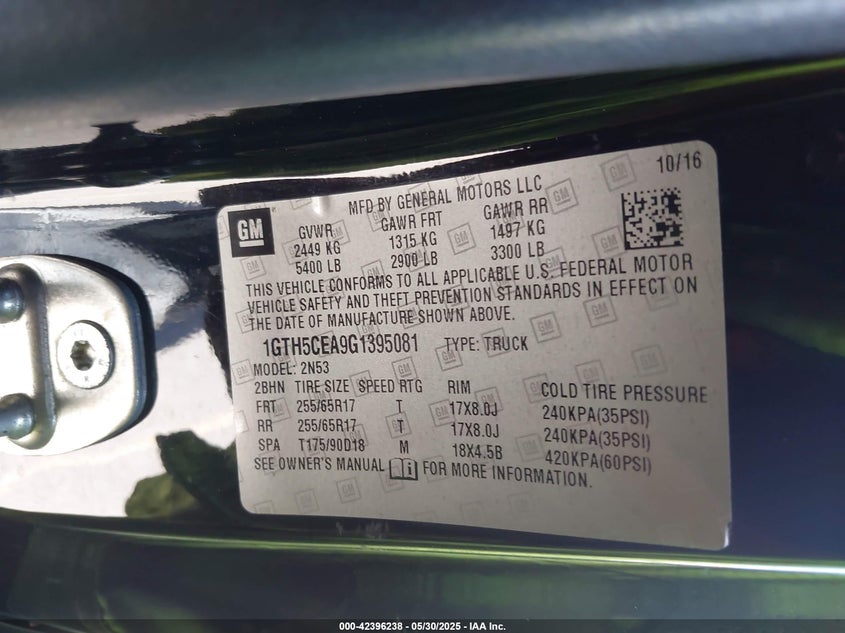 10/16
MFD BY GENERAL MOTORS LLC
GM
GVWR GAWR FRT GAWR RR
2449 KG 1315 KG 1497 KG
5400 LB 2900 LB 3300 LB
THIS VEHICLE CONFORMS TO ALL APPLICABLE U.S. FEDERAL MOTOR
VEHICLE SAFETY AND THEFT PREVENTION STANDARDS IN EFFECT ON
THE DATE OF MANUFACTURE SHOWN ABOVE.
1GTH5CEA9G1395081 TYPE: TRUCK
MODEL: 2N53
2BHN TIRE SIZE SPEED RTG RIM COLD TIRE PRESSURE
FRT 255/65R17 T 17X8.0J 240KPA(35PSI)
RR 255/65R17 T 17X8.0J 240KPA(35PSI)
SPA T175/90D18 M 18X4.5B 420KPA(60PSI)
SEE OWNER'S MANUAL FOR MORE INFORMATION.
000-42396238 - 05/30/2025 - IAA Inc.